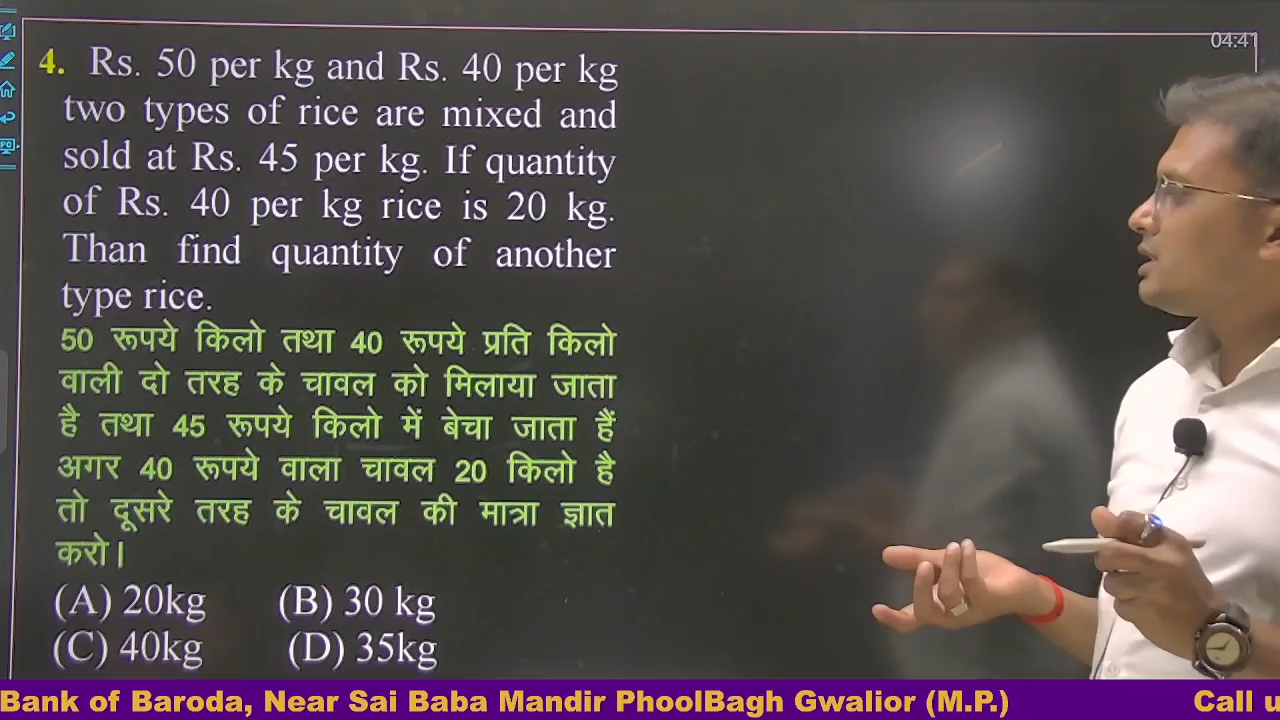 04:41
4. Rs. 50 per kg and Rs. 40 per kg
two types of rice are mixed and
sold at Rs. 45 per kg. If quantity
of Rs. 40 per kg rice is 20 kg.
Than find quantity of another
type rice.
50 रूपये किलो तथा 40 रूपये प्रति किलो
वाली दो तरह के चावल को मिलाया जाता
है तथा 45 रूपये किलो में बेचा जाता हैं
अगर 40 रूपये वाला चावल 20 किलो है
तो दूसरे तरह के चावल की मात्रा ज्ञात
करो।
(A) 20kg (B) 30 kg
(C) 40kg (D) 35kg
Bank of Baroda, Near Sai Baba Mandir PhoolBagh Gwalior (M.P.) Call